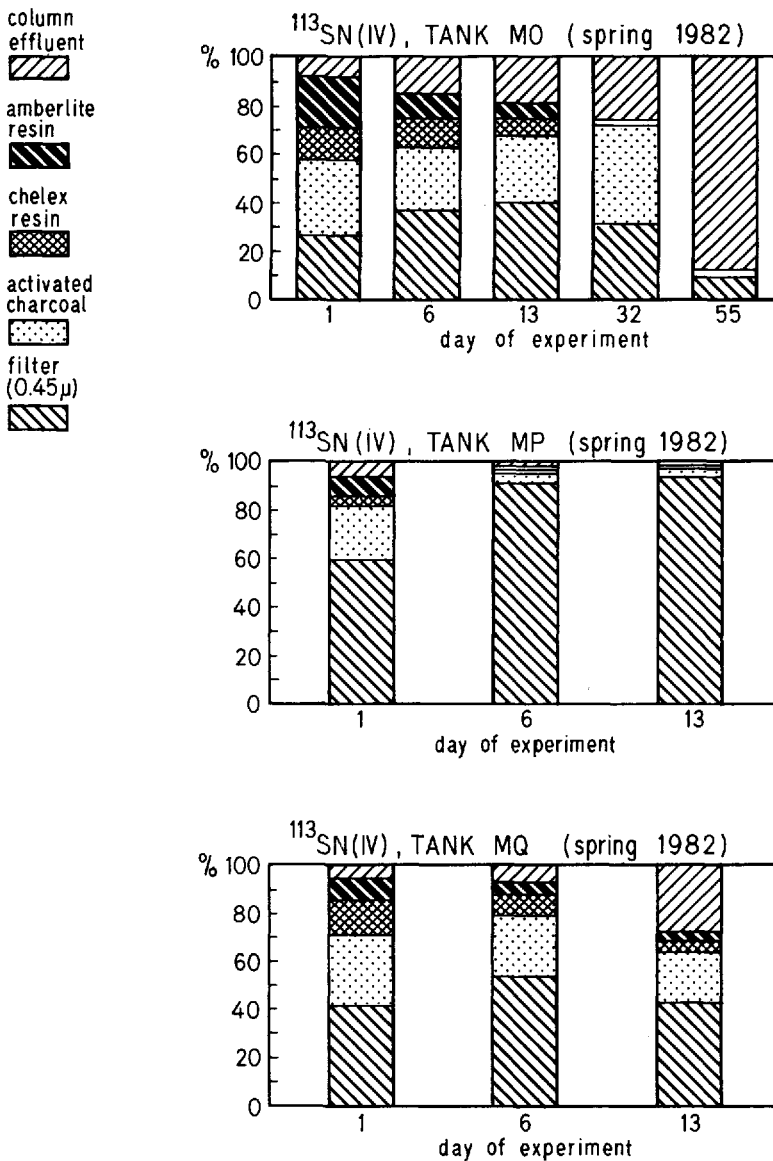 column
effluent
amberlite
resin
chelex
resin
activated
charcoal
filter
(0.45μ)
¹¹³SN(IV), TANK MO (spring 1982)
%
100
80
60
40
20
0
1 6 13 32 55
day of experiment
¹¹³SN(IV), TANK MP (spring 1982)
%
100
80
60
40
20
0
1 6 13
day of experiment
¹¹³SN(IV), TANK MQ (spring 1982)
%
100
80
60
40
20
0
1 6 13
day of experiment